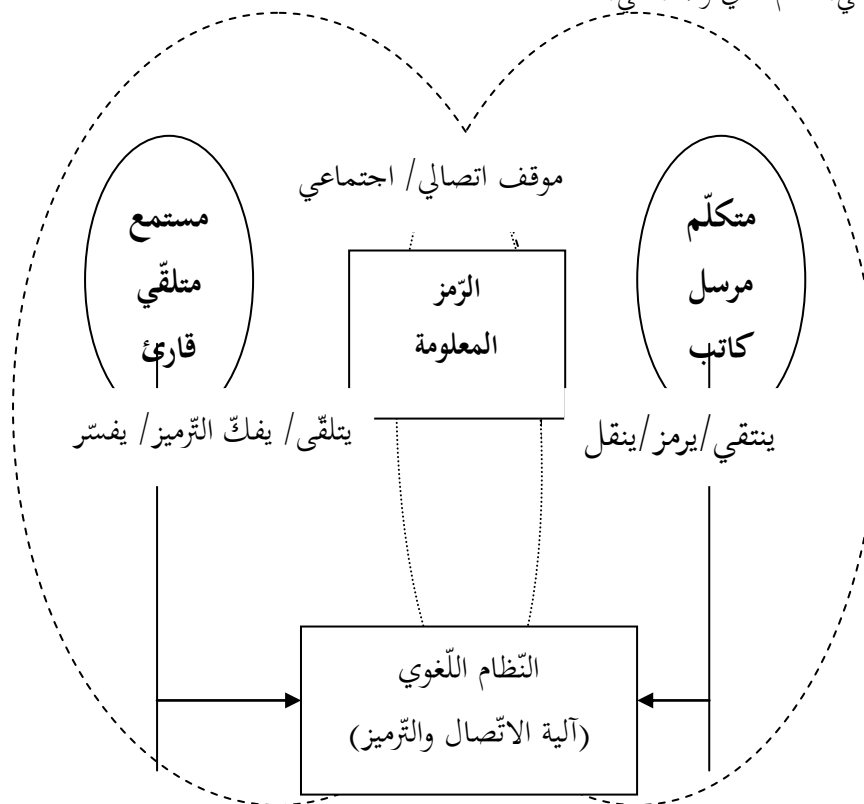 موقف اتصالي/ اجتماعي
متكلّم
مرسل
كاتب
الرّمز
المعلومة
مستمع
متلقّي
قارئ
ينتقي/يرمز/ينقل
يتلقّى/ يفكّ التّرميز/ يفسّر
النّظام اللّغوي
(آلية الاتّصال والتّرميز)